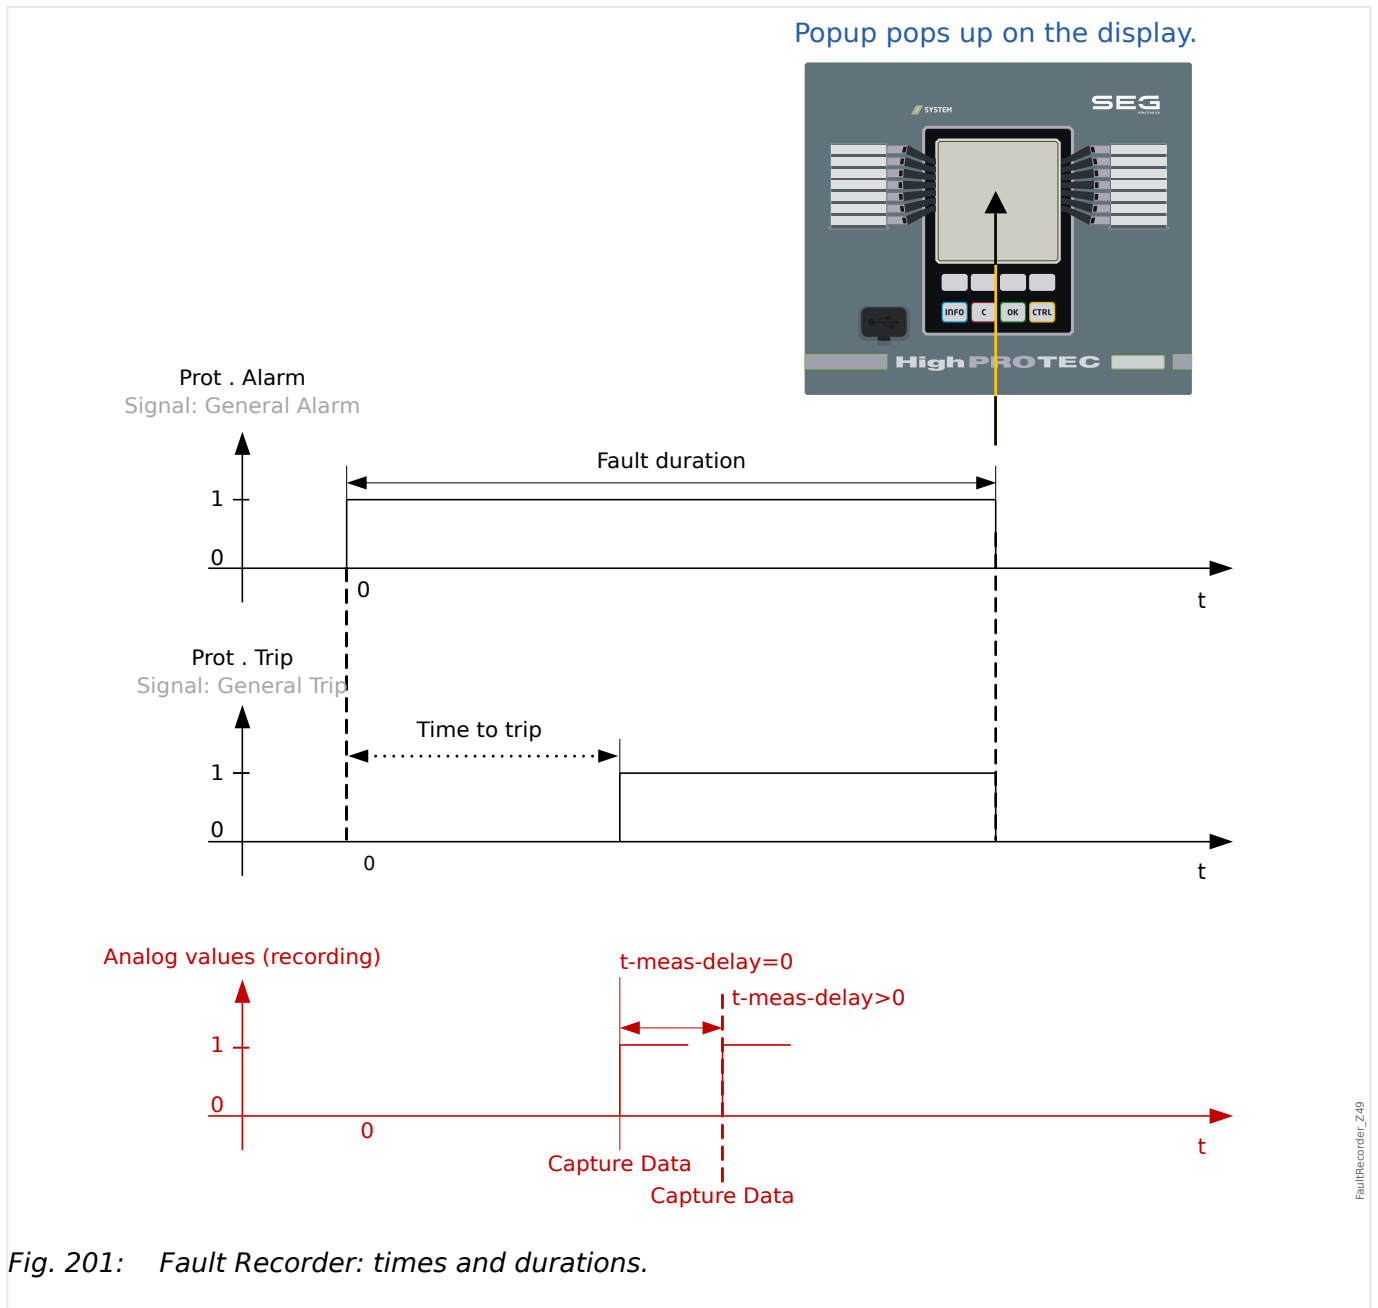 Popup pops up on the display.
SYSTEM
SEG
electronics
INFO
C
OK
CTRL
HighPROTEC
Prot . Alarm
Signal: General Alarm
Fault duration
1
0
0
t
Prot . Trip
Signal: General Trip
Time to trip
1
0
0
t
Analog values (recording)
t-meas-delay=0
t-meas-delay>0
1
0
0
t
Capture Data
Capture Data
FaultRecorder_Z49
Fig. 201: Fault Recorder: times and durations.